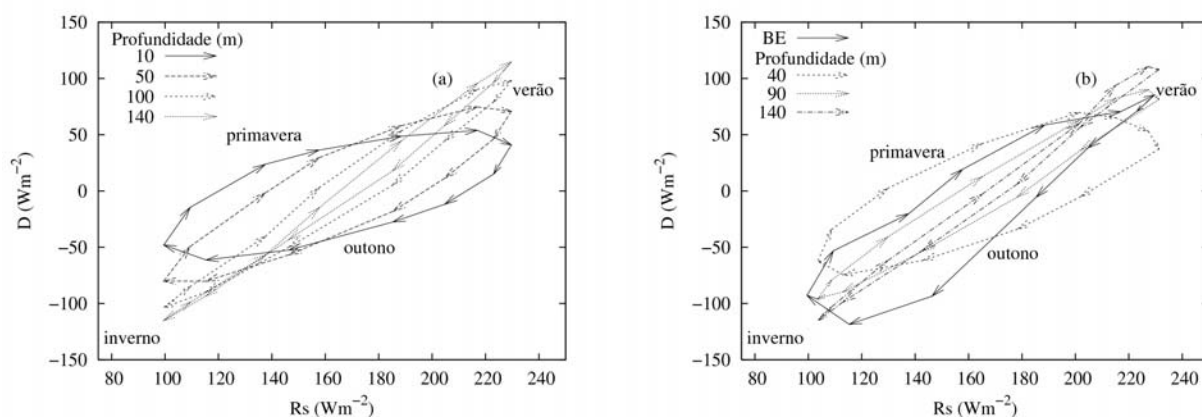 150
100
50
0
−50
−100
−150
D (Wm−2)
80 100 120 140 160 180 200 220 240
Rs (Wm−2)
Profundidade (m)
10
50
100
140
(a)
verão
primavera
outono
inverno
150
100
50
0
−50
−100
−150
D (Wm−2)
80 100 120 140 160 180 200 220 240
Rs (Wm−2)
BE
Profundidade (m)
40
90
140
(b)
verão
primavera
outono
inverno